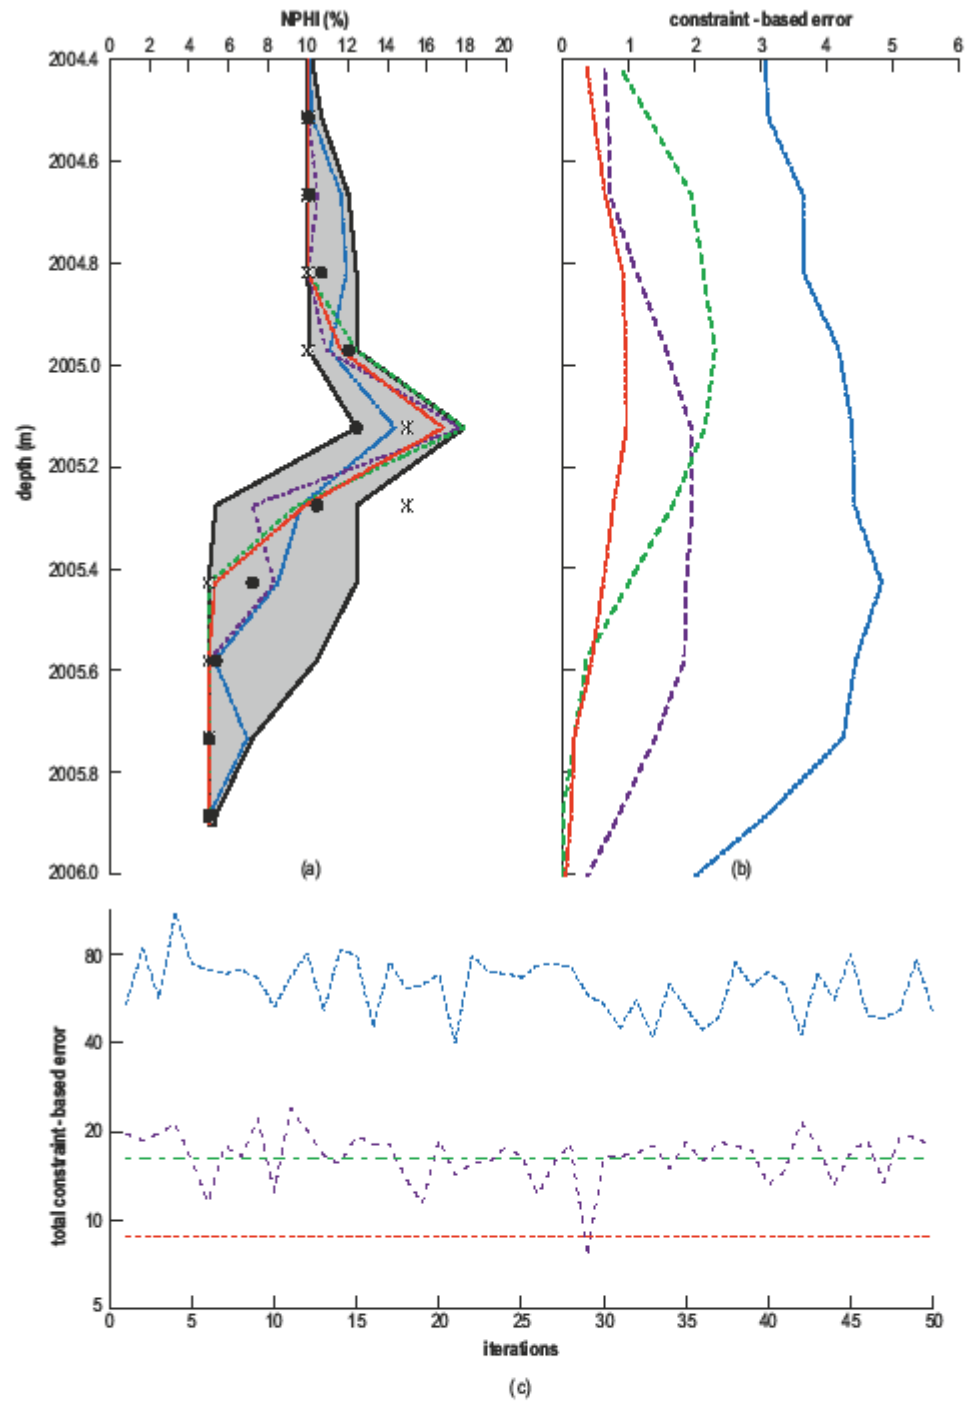 NPHI (%)
constraint - based error
0 2 4 6 8 10 12 14 16 18 20
0 1 2 3 4 5 6
2004.4
2004.6
2004.8
2005.0
2005.2
2005.4
2005.6
2005.8
2006.0
depth (m)
(a)
(b)
80
40
20
10
5
total constraint - based error
0 5 10 15 20 25 30 35 40 45 50
iterations
(c)